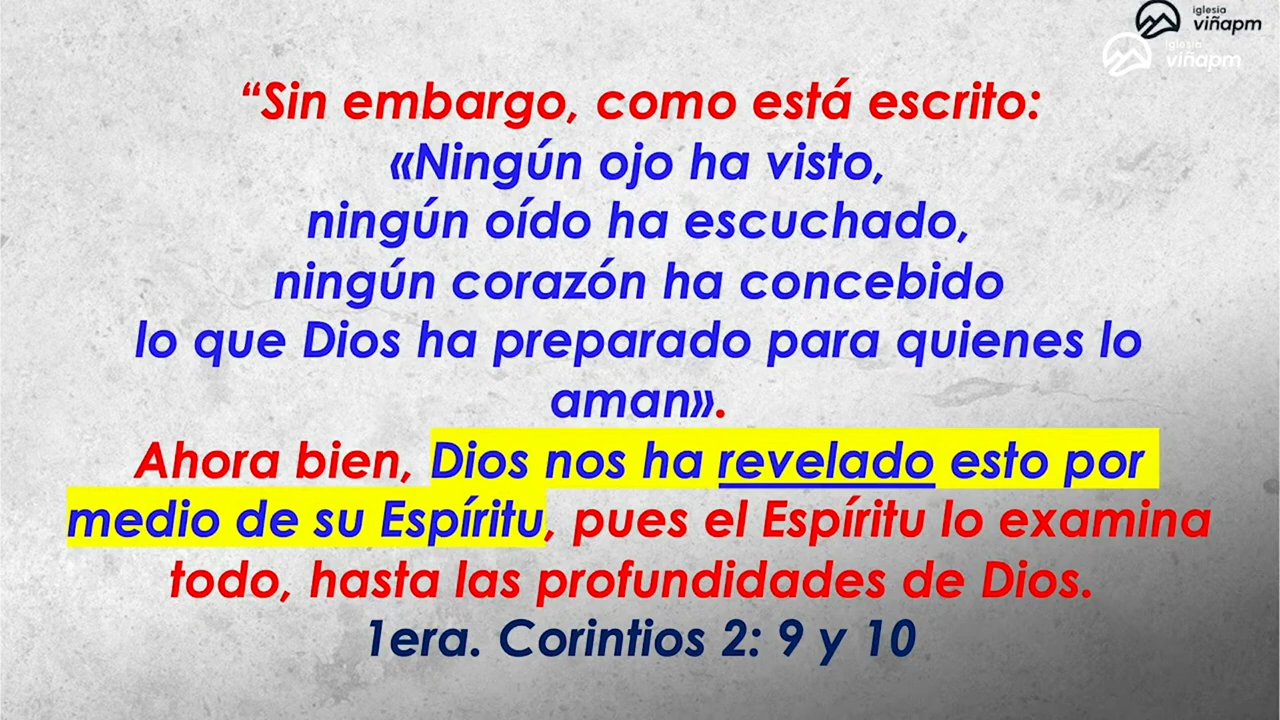 iglesia
viñapm
iglesia
viñapm
“Sin embargo, como está escrito:
«Ningún ojo ha visto,
ningún oído ha escuchado,
ningún corazón ha concebido
lo que Dios ha preparado para quienes lo
aman».
Ahora bien, Dios nos ha revelado esto por
medio de su Espíritu, pues el Espíritu lo examina
todo, hasta las profundidades de Dios.
1era. Corintios 2: 9 y 10